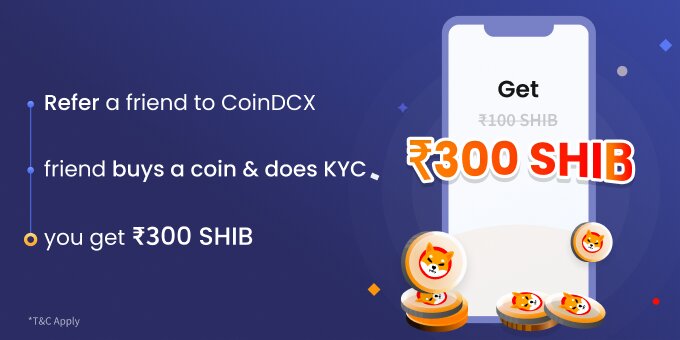 Refer a friend to CoinDCX
friend buys a coin & does KYC
you get ₹300 SHIB
*T&C Apply
Get
₹100 SHIB
₹300 SHIB